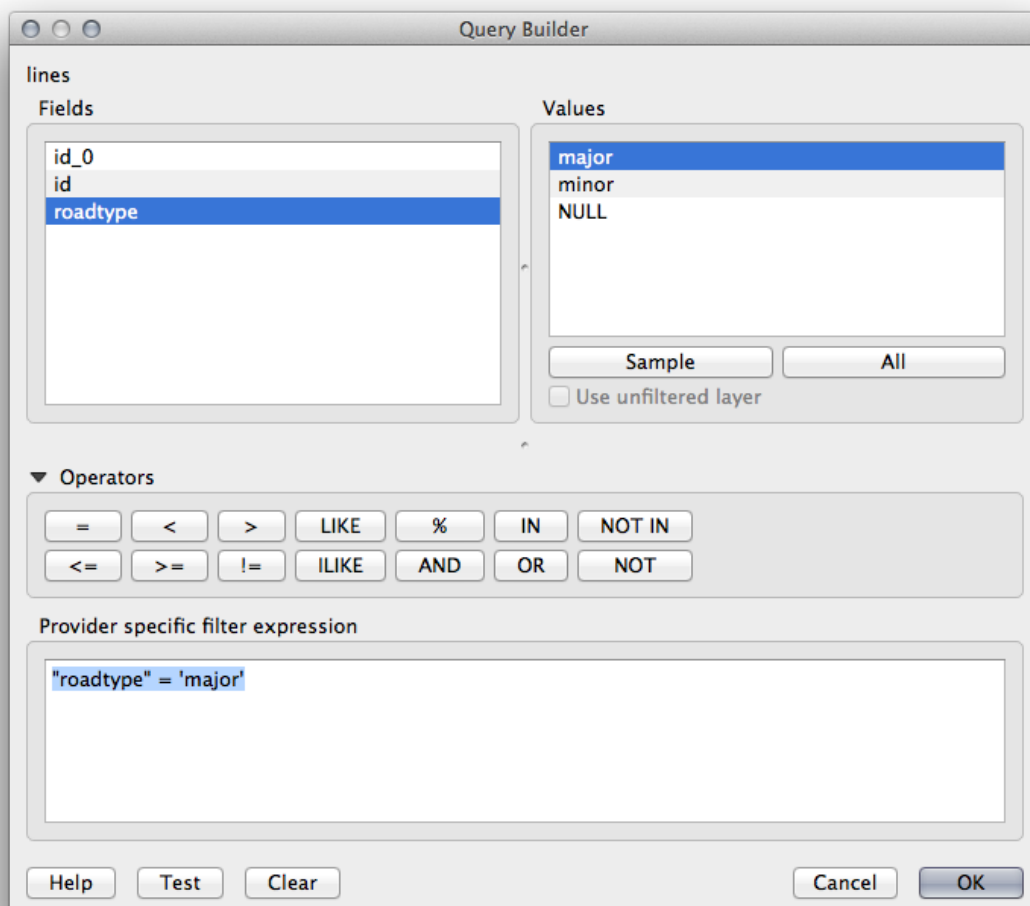 Query Builder
lines
Fields
id_0
id
roadtype
Values
major
minor
NULL
Sample All
Use unfiltered layer
Operators
= < > LIKE % IN NOT IN
<= >= != ILIKE AND OR NOT
Provider specific filter expression
"roadtype" = 'major'
Help Test Clear Cancel OK